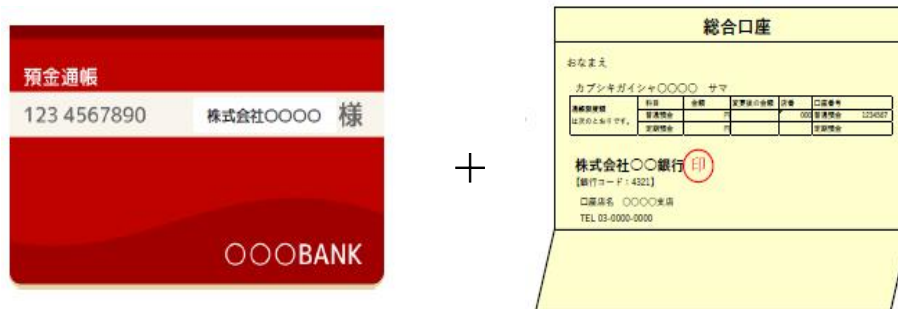 預金通帳
123 4567890 株式会社〇〇〇〇 様
〇〇〇BANK
+
総合口座
おなまえ
カブシキガイシャ〇〇〇〇 サマ
科目 金額 変更後の金額 店番 口座番号
は次のとおりです。 普通預金 円 000 普通預金 1234567
定期預金 円 定期預金
株式会社〇〇銀行 印
【銀行コード:4321】
口座店名 〇〇〇〇支店
TEL 03-0000-0000